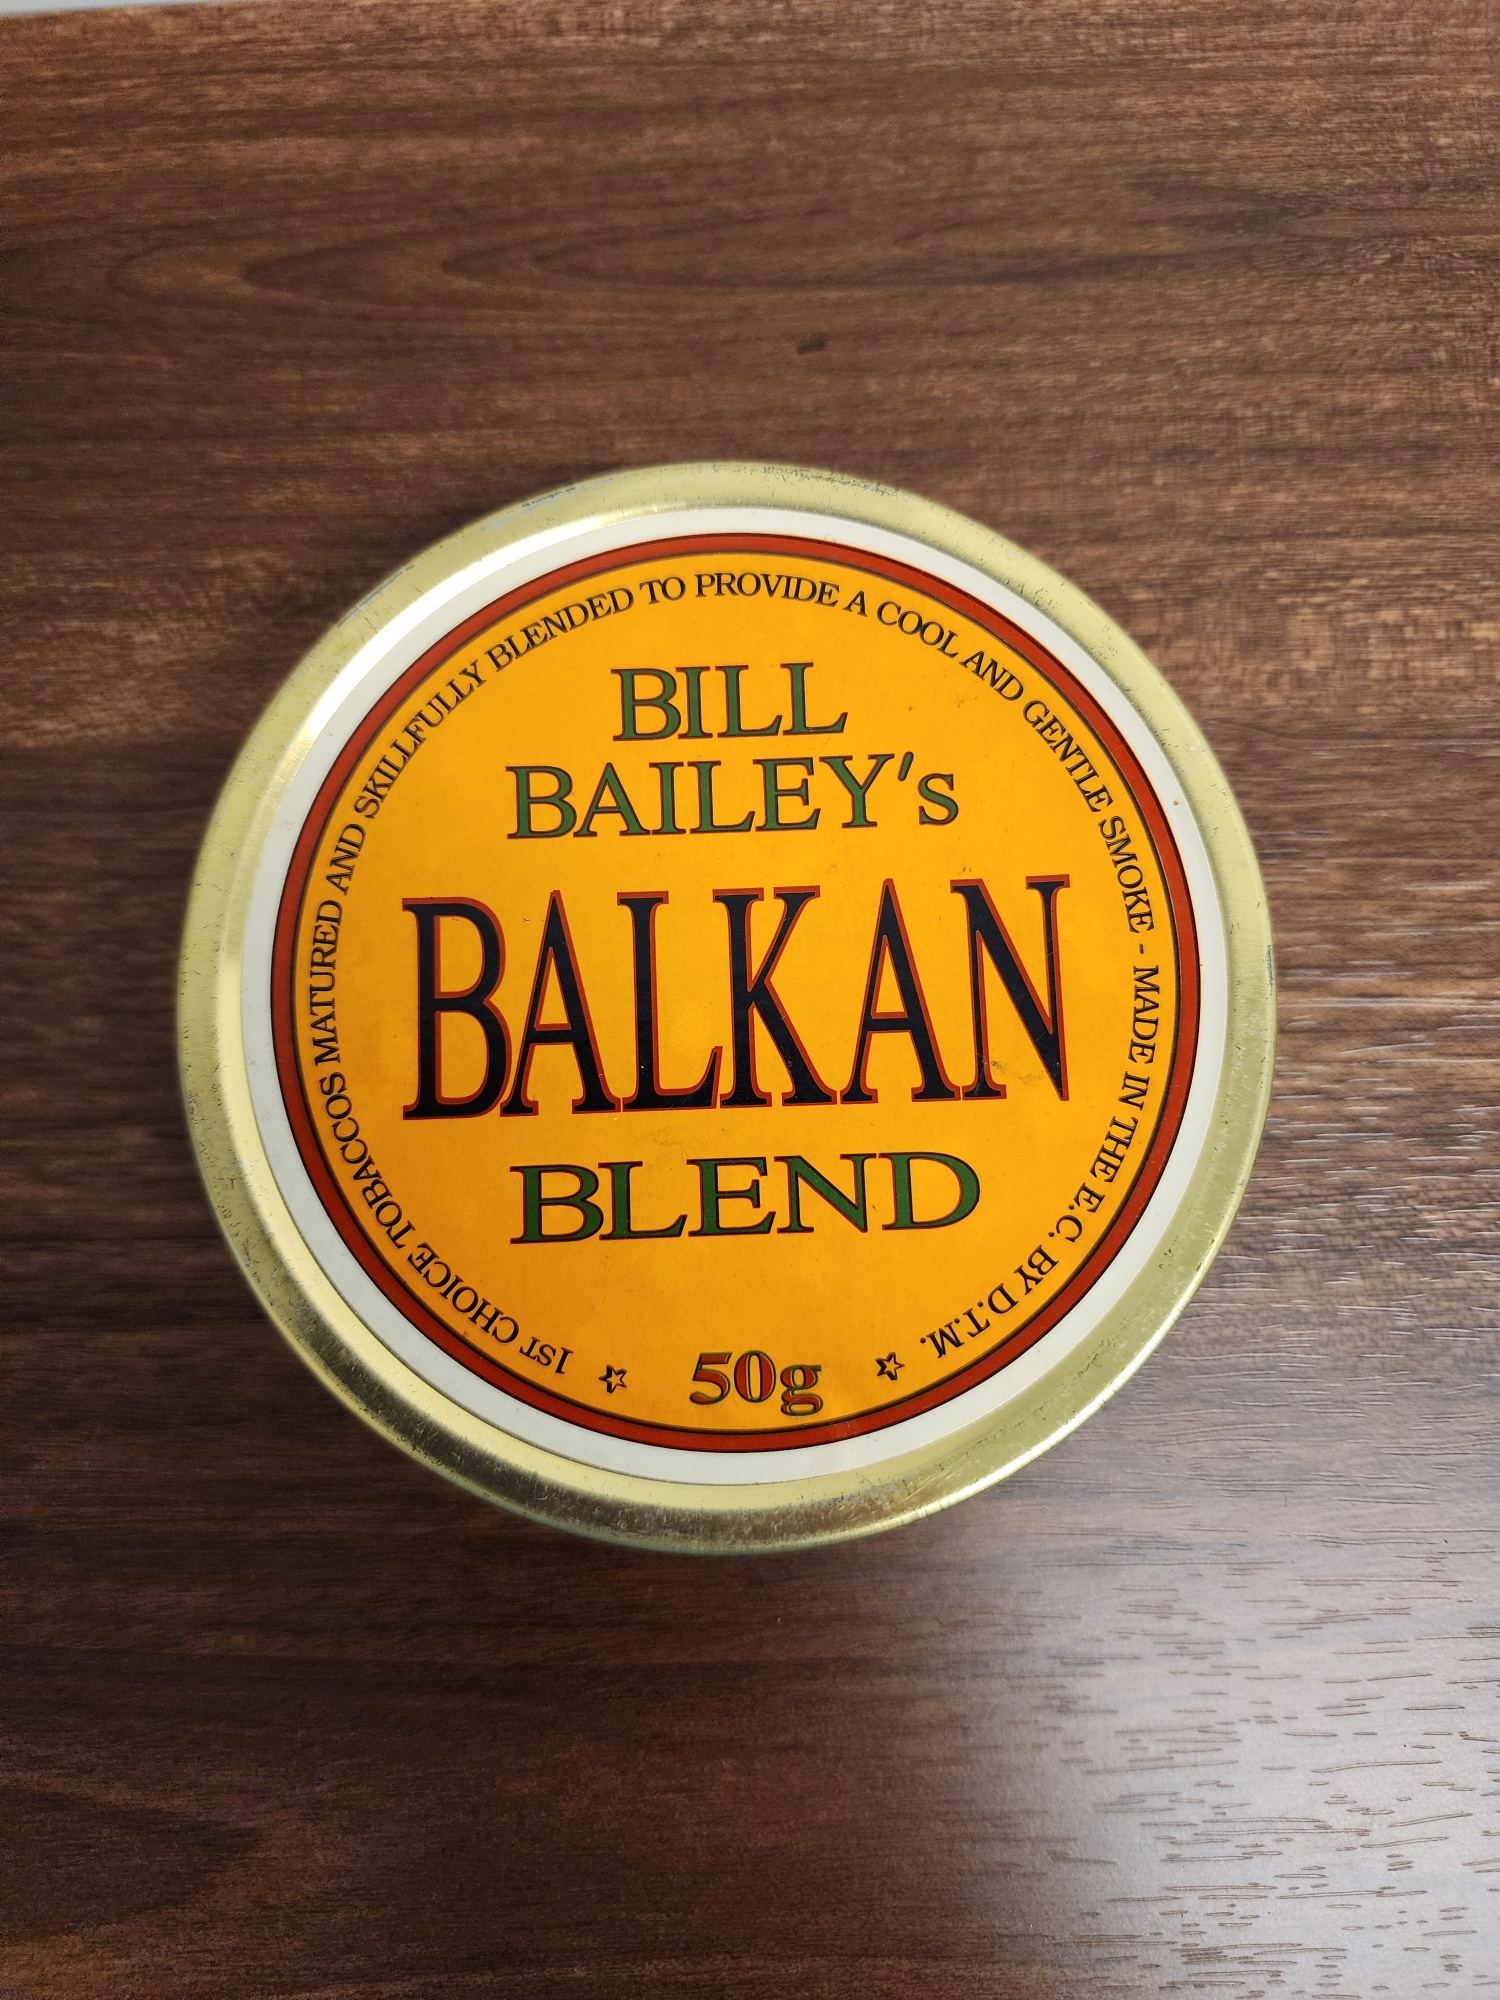 BILL
BAILEY's
BALKAN
BLEND
50g
1ST CHOICE TOBACCOS MATURED AND SKILLFULLY BLENDED TO PROVIDE A COOL AND GENTLE SMOKE - MADE IN THE E.C. BY D.T.M.